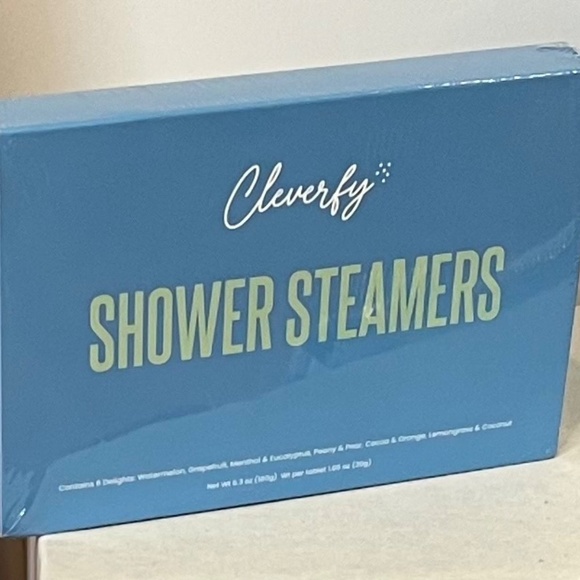 Cleverfy
SHOWER STEAMERS
Contains 6 Delights: Watermelon, Grapefruit, Menthol & Eucalyptus, Peony & Pear, Cocoa & Orange, Lemongrass & Coconut
Net Wt 6.3 oz (180g) Wt per tablet 1.05 oz (30g)